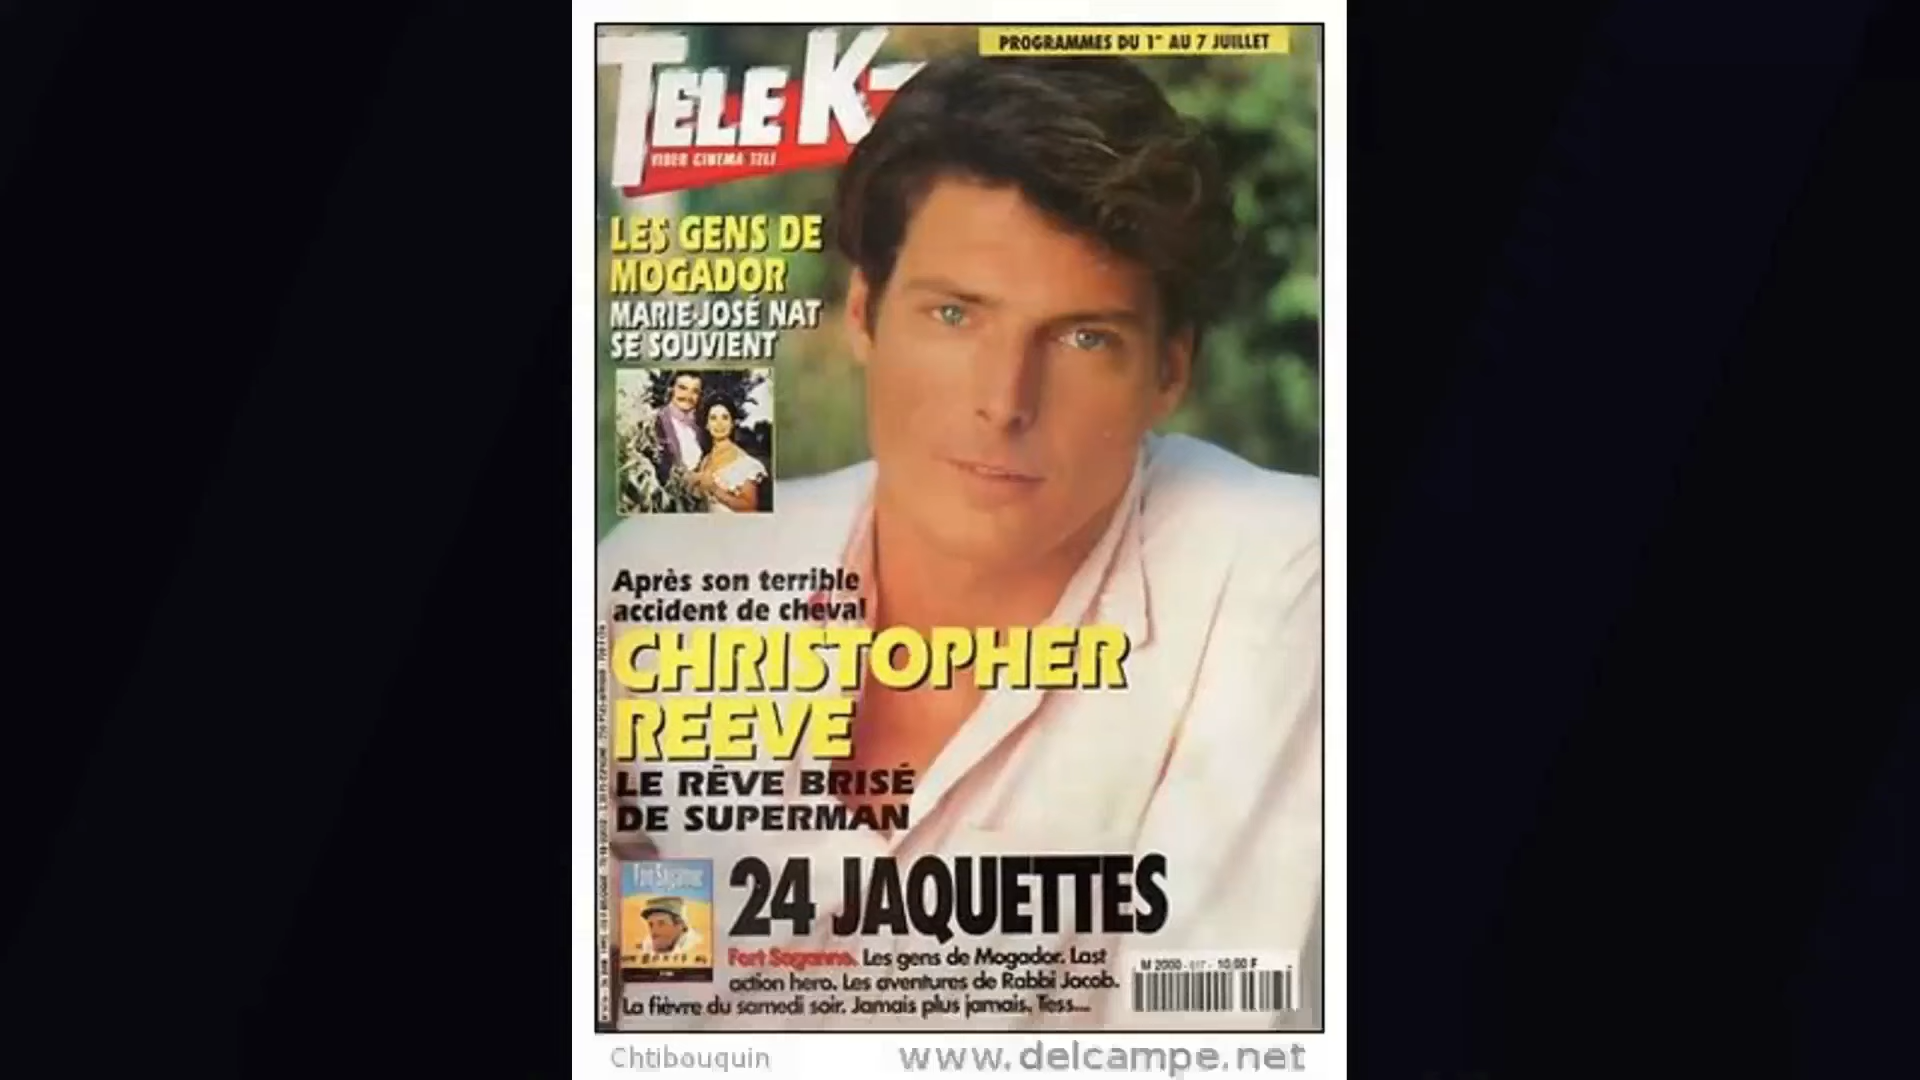 PROGRAMMES DU 1er AU 7 JUILLET
TELE K-
VIDEO CINEMA TELE
LES GENS DE
MOGADOR
MARIE-JOSÉ NAT
SE SOUVIENT
Après son terrible
accident de cheval
CHRISTOPHER
REEVE
LE RÊVE BRISÉ
DE SUPERMAN
Fort Saganne
24 JAQUETTES
Fort Saganne. Les gens de Mogador. Last
action hero. Les aventures de Rabbi Jacob.
La fièvre du samedi soir. Jamais plus jamais. Tess...
M 2000 - 10,00 F
Chtibouquin
www.delcampe.net